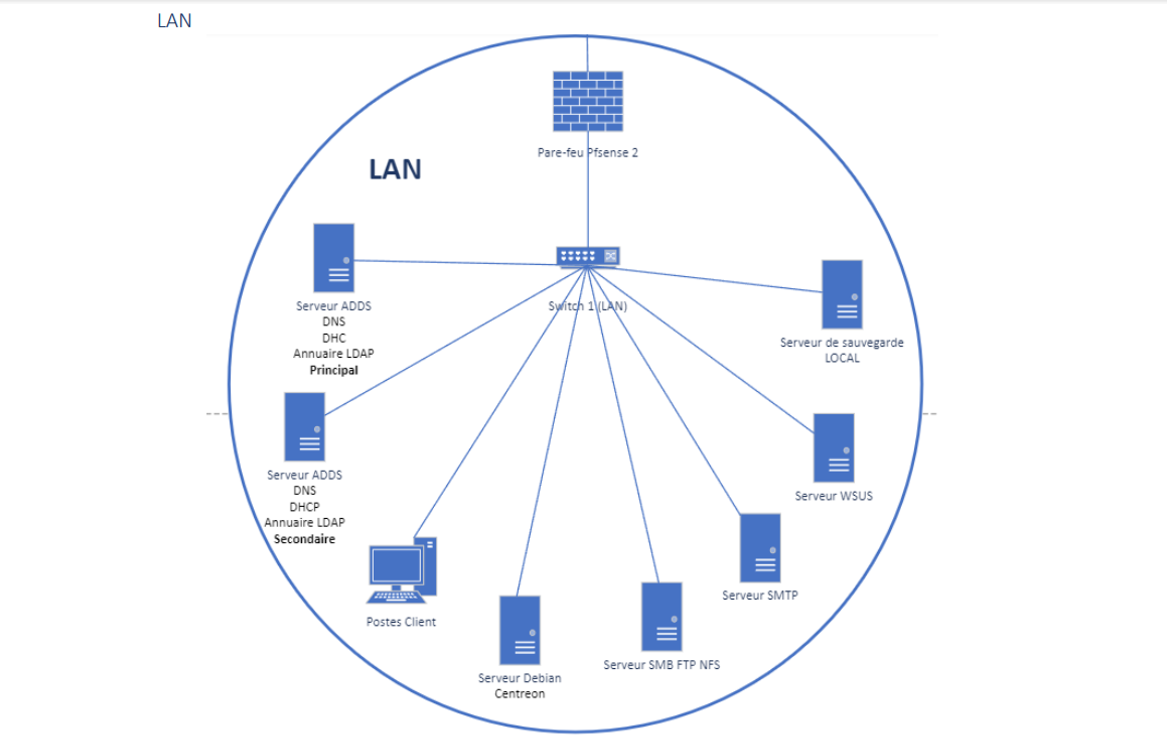 LAN
Pare-feu Pfsense 2
LAN
Switch 1 (LAN)
Serveur ADDS
DNS
DHC
Annuaire LDAP
Principal
Serveur de sauvegarde
LOCAL
Serveur ADDS
DNS
DHCP
Annuaire LDAP
Secondaire
Serveur WSUS
Serveur SMTP
Postes Client
Serveur SMB FTP NFS
Serveur Debian
Centreon